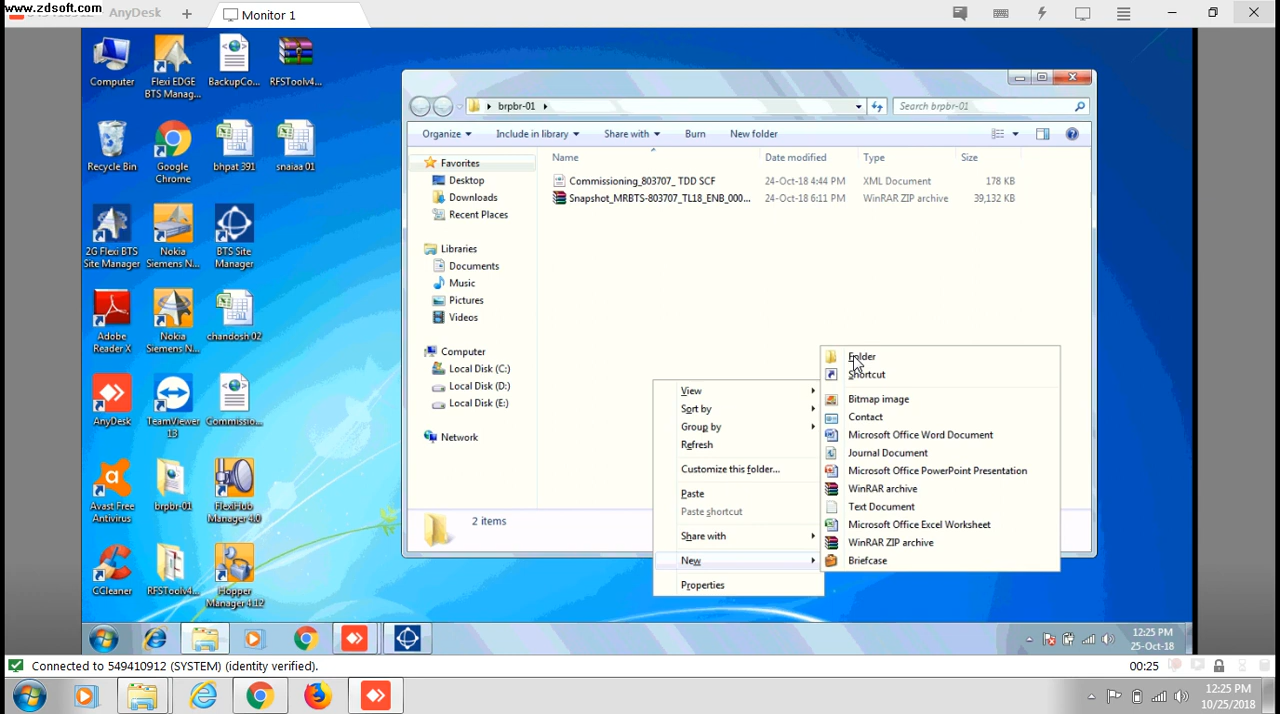 www.zdsoft.com
AnyDesk
Monitor 1
Computer
Flexi EDGE
BTS Manag...
BackupCo...
RFSToolv4...
Recycle Bin
Google
Chrome
bhpat 391
snaiaa 01
2G Flexi BTS
Site Manager
Nokia
Siemens N...
BTS Site
Manager
Adobe
Reader X
Nokia
Siemens N...
chandosh 02
AnyDesk
TeamViewer
13
Commissio...
Avast Free
Antivirus
brpbr-01
FlexiHub
Manager 4.0
CCleaner
RFSToolv4...
Hopper
Manager 4.12
brpbr-01
Search brpbr-01
Organize
Include in library
Share with
Burn
New folder
Favorites
Desktop
Downloads
Recent Places
Libraries
Documents
Music
Pictures
Videos
Computer
Local Disk (C:)
Local Disk (D:)
Local Disk (E:)
Network
Name Date modified Type Size
Commissioning_803707_ TDD SCF 24-Oct-18 4:44 PM XML Document 178 KB
Snapshot_MRBTS-803707_TL18_ENB_000... 24-Oct-18 6:11 PM WinRAR ZIP archive 39,132 KB
2 items
View
Sort by
Group by
Refresh
Customize this folder...
Paste
Paste shortcut
Share with
New
Properties
Folder
Shortcut
Bitmap image
Contact
Microsoft Office Word Document
Journal Document
Microsoft Office PowerPoint Presentation
WinRAR archive
Text Document
Microsoft Office Excel Worksheet
WinRAR ZIP archive
Briefcase
12:25 PM
25-Oct-18
Connected to 549410912 (SYSTEM) (identity verified).
00:25
12:25 PM
10/25/2018